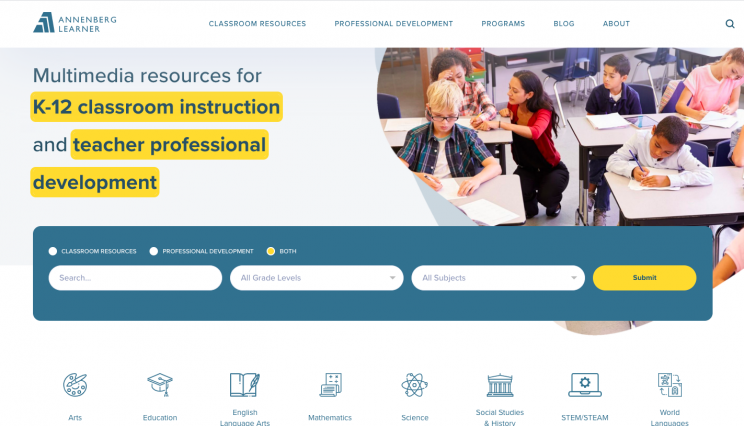 ANNENBERG
LEARNER
CLASSROOM RESOURCES
PROFESSIONAL DEVELOPMENT
PROGRAMS
BLOG
ABOUT
Multimedia resources for
K-12 classroom instruction
and teacher professional
development
CLASSROOM RESOURCES
PROFESSIONAL DEVELOPMENT
BOTH
Search...
All Grade Levels
All Subjects
Submit
Arts
Education
English
Language Arts
Mathematics
Science
Social Studies
& History
STEM/STEAM
World
Languages